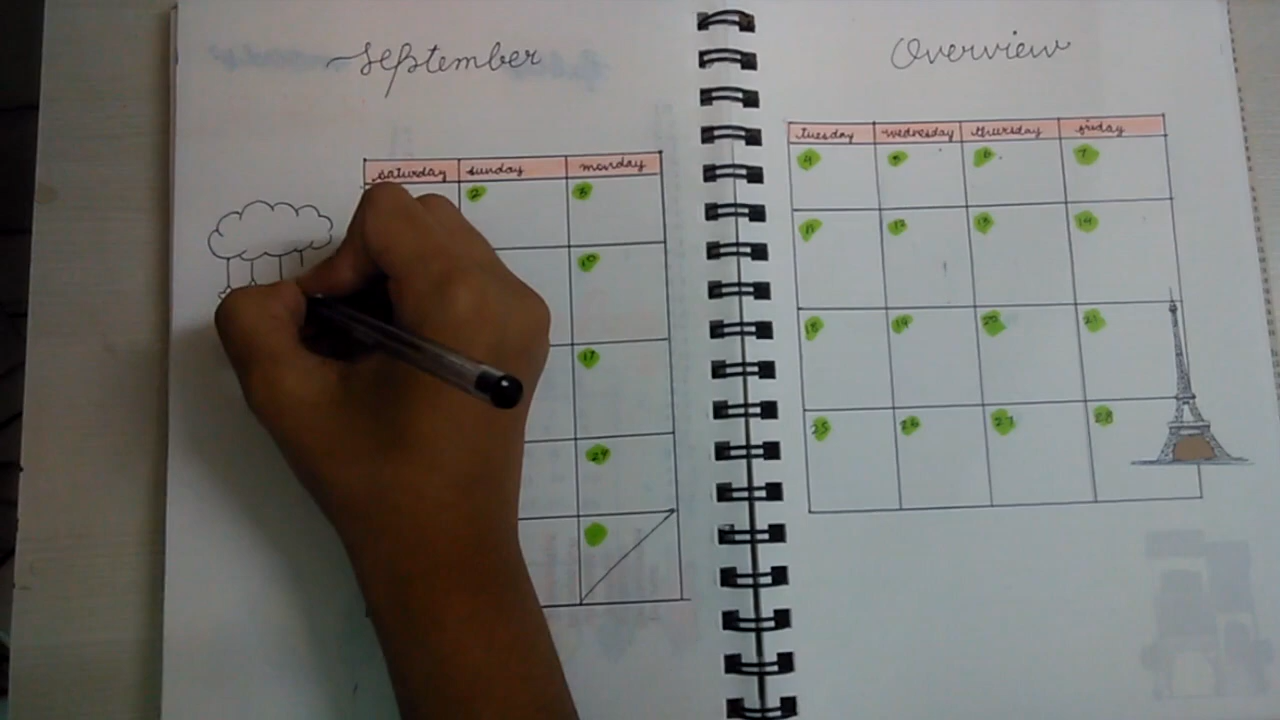 September
Overview
saturday sunday monday
2 3
10
17
24
tuesday wednesday thursday friday
4 5 6 7
11 12 13 14
18 19 20 21
25 26 27 28